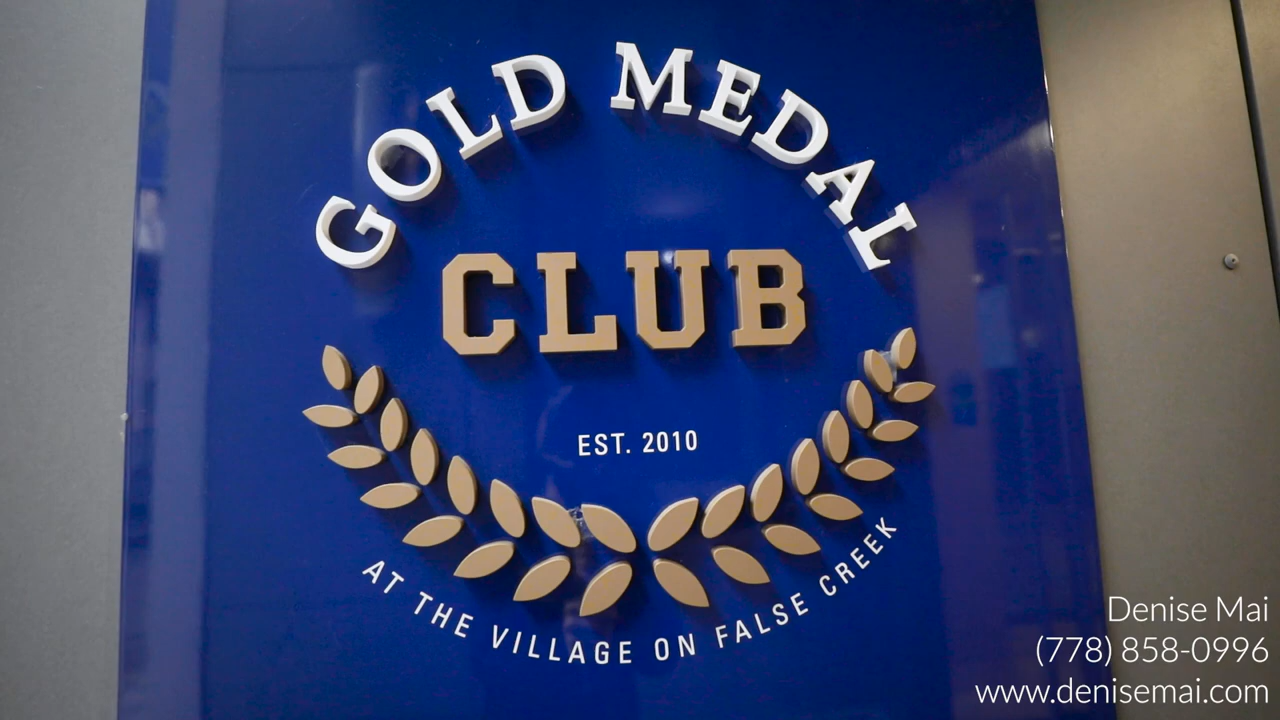 GOLD MEDAL
CLUB
EST. 2010
AT THE VILLAGE ON FALSE CREEK
Denise Mai
(778) 858-0996
www.denisemai.com